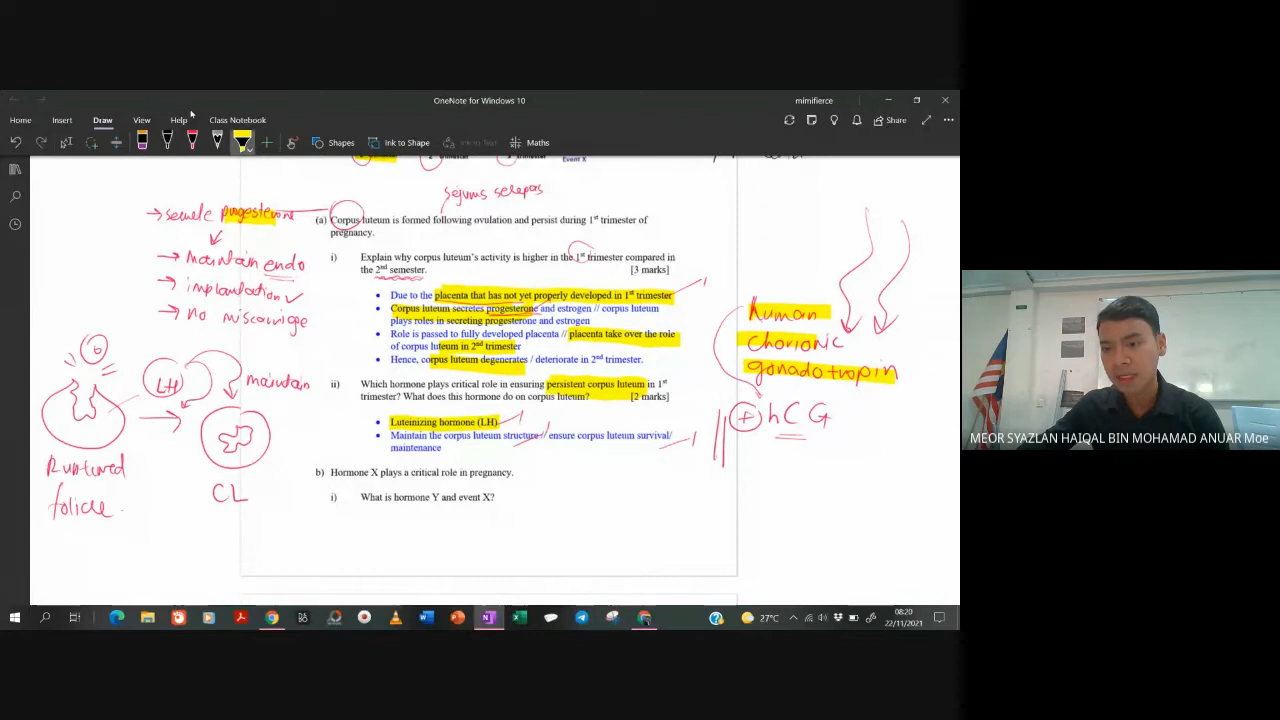 OneNote for Windows 10
mimifierce
Home
Insert
Draw
View
Help
Class Notebook
Share
Shapes
Ink to Shape
Ink to Text
Maths
trimester
trimester
trimester
Event X
sejurus selepas
→ semele progesterone
→ maintain endo
→ implantation ✓
→ no miscarriage
LH
maintain
Ruptured
folicle
CL
(a) Corpus luteum is formed following ovulation and persist during 1st trimester of
pregnancy.
i) Explain why corpus luteum's activity is higher in the 1st trimester compared in
the 2nd semester. [3 marks]
• Due to the placenta that has not yet properly developed in 1st trimester
• Corpus luteum secretes progesterone and estrogen // corpus luteum
plays roles in secreting progesterone and estrogen
• Role is passed to fully developed placenta // placenta take over the role
of corpus luteum in 2nd trimester
• Hence, corpus luteum degenerates / deteriorate in 2nd trimester.
ii) Which hormone plays critical role in ensuring persistent corpus luteum in 1st
trimester? What does this hormone do on corpus luteum? [2 marks]
• Luteinizing hormone (LH)
• Maintain the corpus luteum structure // ensure corpus luteum survival/
maintenance
b) Hormone X plays a critical role in pregnancy.
i) What is hormone Y and event X?
human
chorionic
gonadotropin
+ hCG
MEOR SYAZLAN HAIQAL BIN MOHAMAD ANUAR Moe
27°C
08:20
22/11/2021